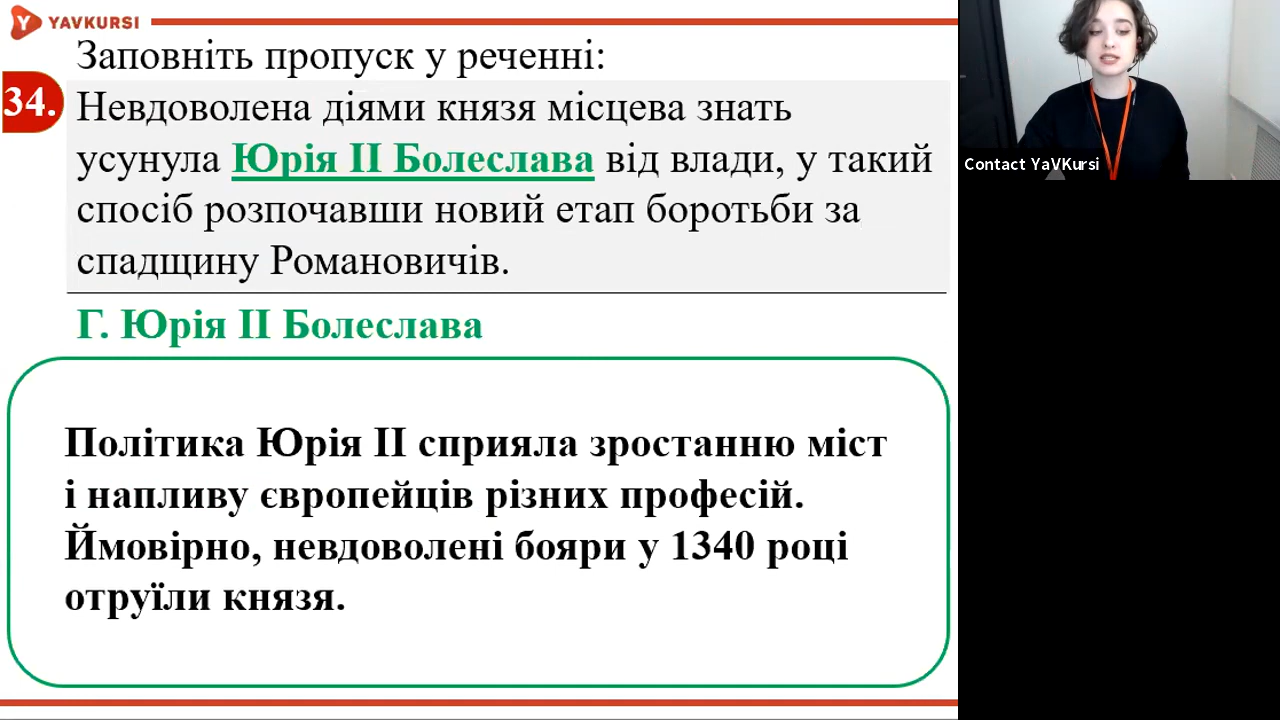 YAVKURSI
Заповніть пропуск у реченні:
34.
Невдоволена діями князя місцева знать
усунула Юрія ІІ Болеслава від влади, у такий
спосіб розпочавши новий етап боротьби за
спадщину Романовичів.
Г. Юрія ІІ Болеслава
Політика Юрія ІІ сприяла зростанню міст
і напливу європейців різних професій.
Ймовірно, невдоволені бояри у 1340 році
отруїли князя.
Contact YaVKursi